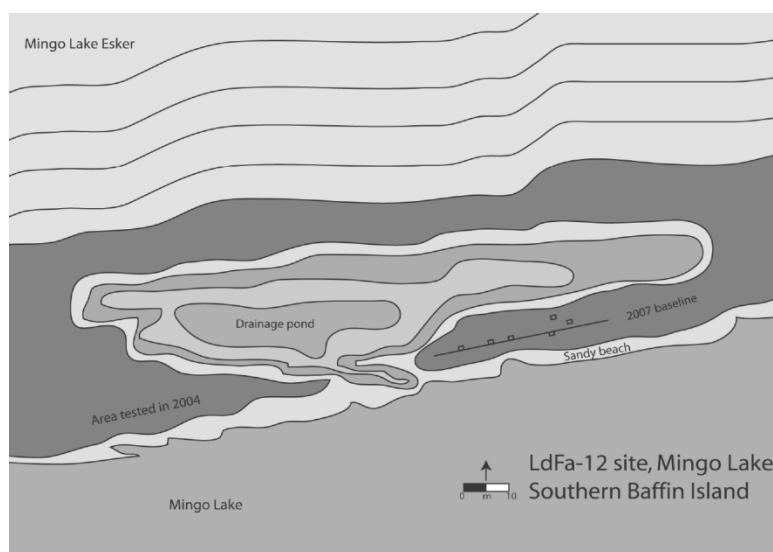 Mingo Lake Esker
Drainage pond
2007 baseline
Sandy beach
Area tested in 2004
Mingo Lake
0 m 10
LdFa-12 site, Mingo Lake
Southern Baffin Island